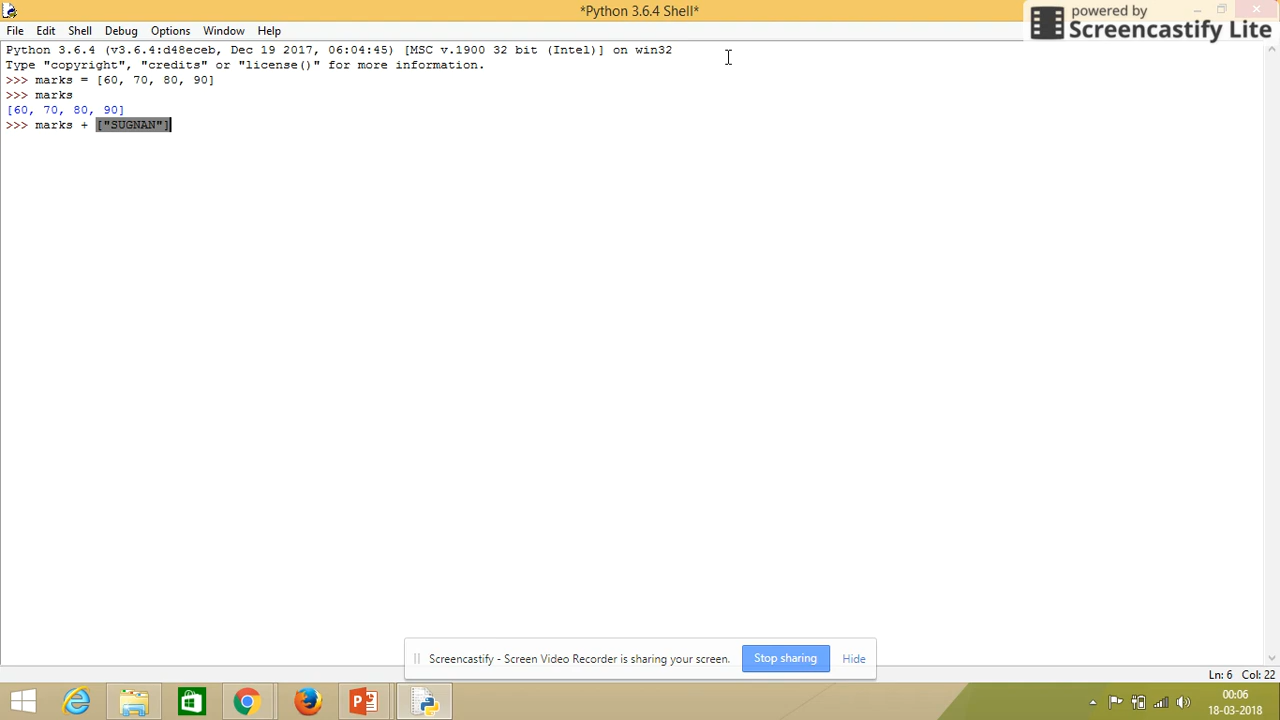 *Python 3.6.4 Shell*
powered by
Screencastify Lite
File Edit Shell Debug Options Window Help
Python 3.6.4 (v3.6.4:d48eceb, Dec 19 2017, 06:04:45) [MSC v.1900 32 bit (Intel)] on win32
Type "copyright", "credits" or "license()" for more information.
>>> marks = [60, 70, 80, 90]
>>> marks
[60, 70, 80, 90]
>>> marks + ["SUGNAN"]
Screencastify - Screen Video Recorder is sharing your screen. Stop sharing Hide
Ln: 6 Col: 22
00:06
18-03-2018